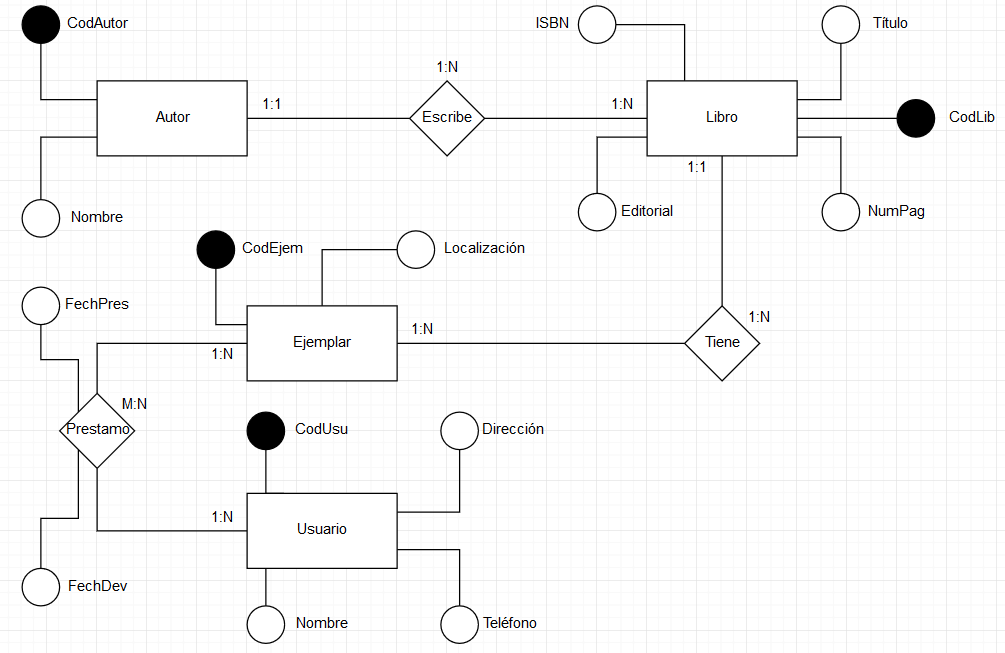 CodAutor
ISBN
Título
1:N
Autor
1:1
Escribe
1:N
Libro
CodLib
1:1
Nombre
Editorial
NumPag
CodEjem
Localización
FechPres
1:N
1:N
Ejemplar
Tiene
1:N
M:N
Prestamo
CodUsu
Dirección
1:N
Usuario
FechDev
Nombre
Teléfono